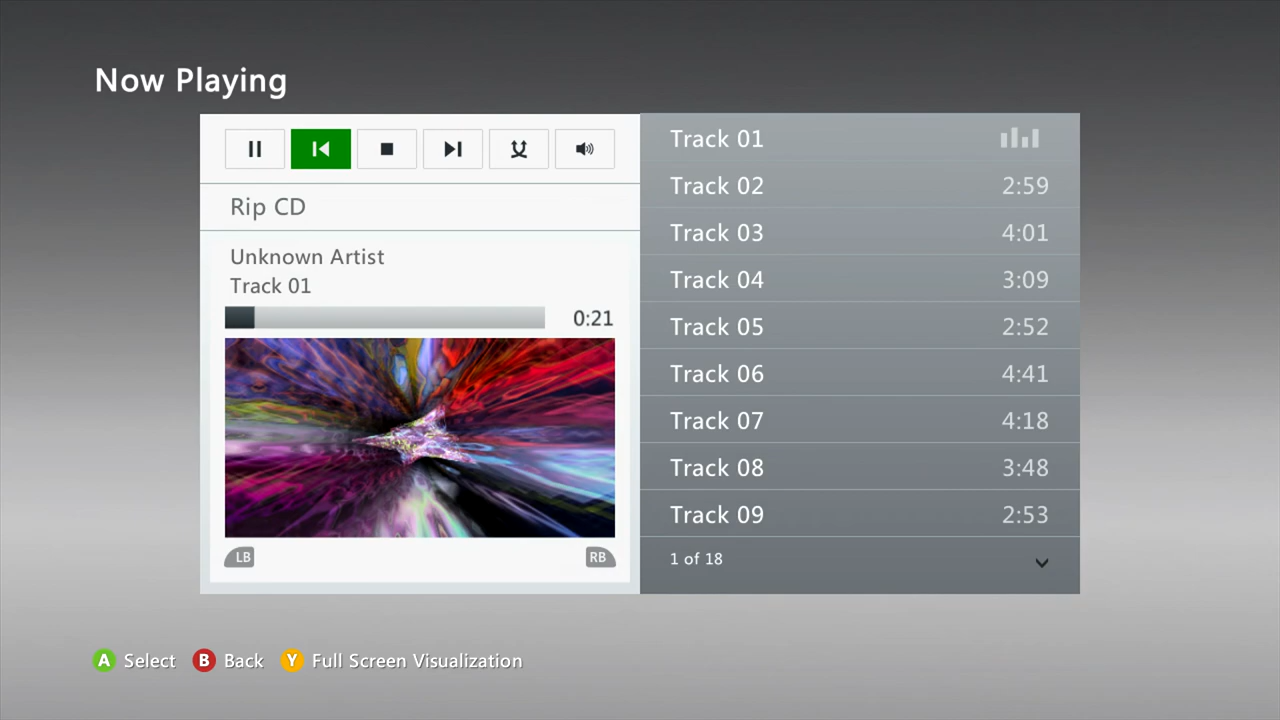 Now Playing
Rip CD
Unknown Artist
Track 01
0:21
LB RB
Track 01
Track 02 2:59
Track 03 4:01
Track 04 3:09
Track 05 2:52
Track 06 4:41
Track 07 4:18
Track 08 3:48
Track 09 2:53
1 of 18
A Select B Back Y Full Screen Visualization